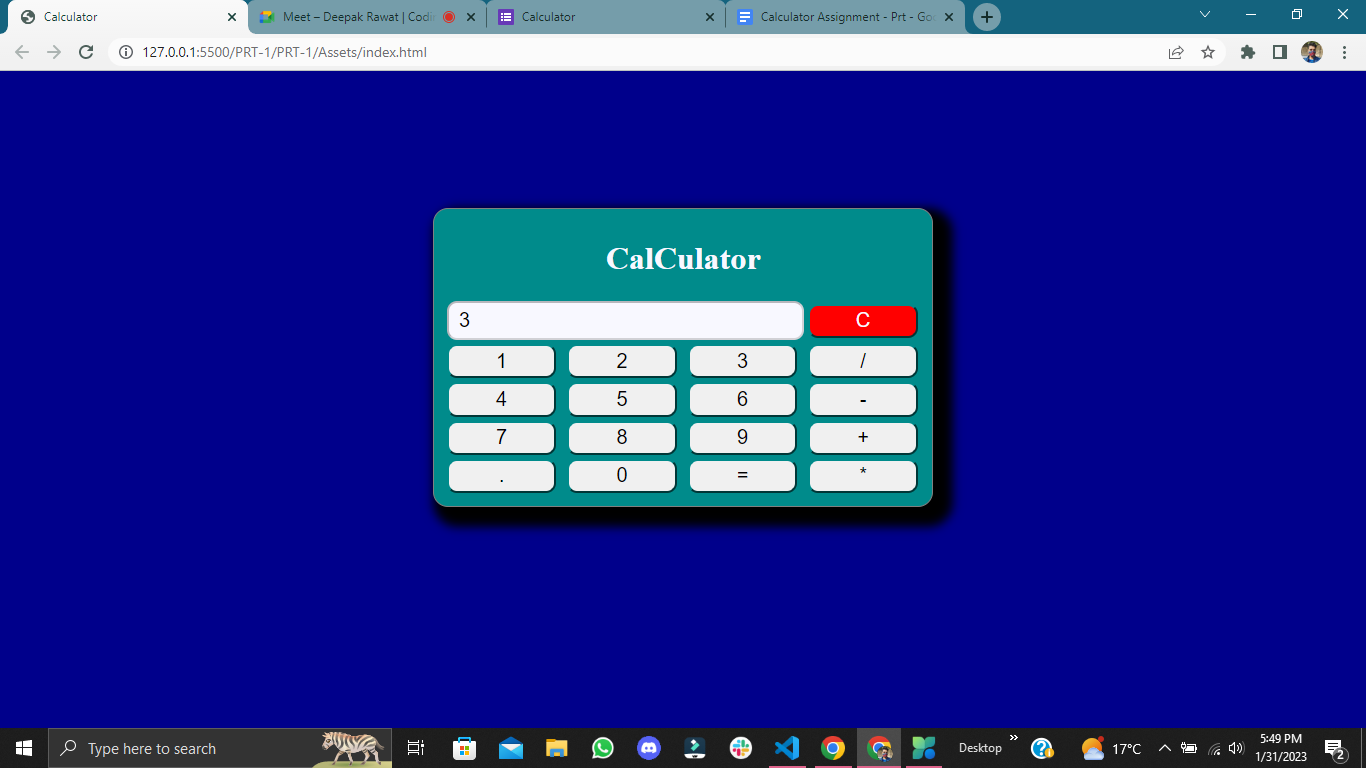 Calculator
Meet – Deepak Rawat | Codi
Calculator
Calculator Assignment - Prt - Goo
127.0.0.1:5500/PRT-1/PRT-1/Assets/index.html
CalCulator
3 C
1 2 3 /
4 5 6 -
7 8 9 +
. 0 = *
Type here to search
Desktop
17°C
5:49 PM
1/31/2023
2